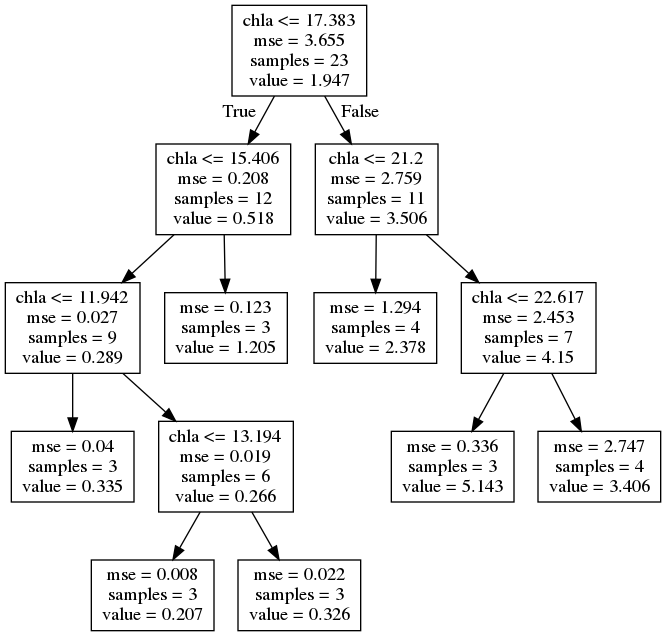 chla <= 17.383
mse = 3.655
samples = 23
value = 1.947
True
False
chla <= 15.406
mse = 0.208
samples = 12
value = 0.518
chla <= 21.2
mse = 2.759
samples = 11
value = 3.506
chla <= 11.942
mse = 0.027
samples = 9
value = 0.289
mse = 0.123
samples = 3
value = 1.205
mse = 1.294
samples = 4
value = 2.378
chla <= 22.617
mse = 2.453
samples = 7
value = 4.15
mse = 0.04
samples = 3
value = 0.335
chla <= 13.194
mse = 0.019
samples = 6
value = 0.266
mse = 0.336
samples = 3
value = 5.143
mse = 2.747
samples = 4
value = 3.406
mse = 0.008
samples = 3
value = 0.207
mse = 0.022
samples = 3
value = 0.326